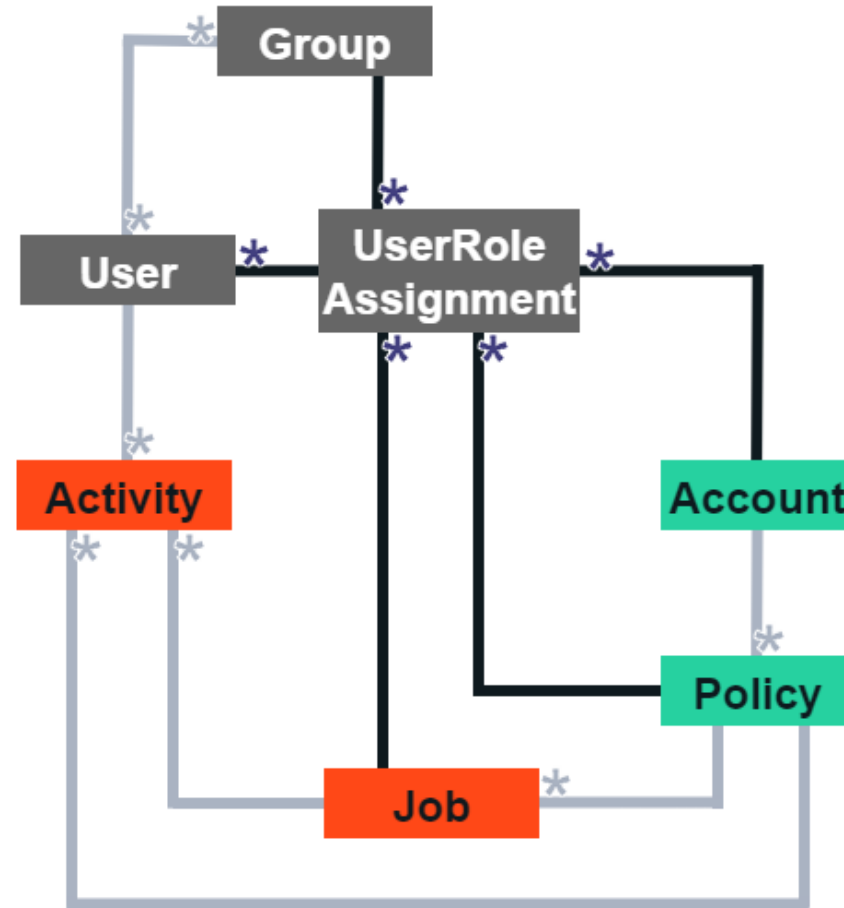 *
Group
*
*
User
*
UserRole
Assignment
*
*
*
*
Activity
Account
*
*
*
Policy
*
Job